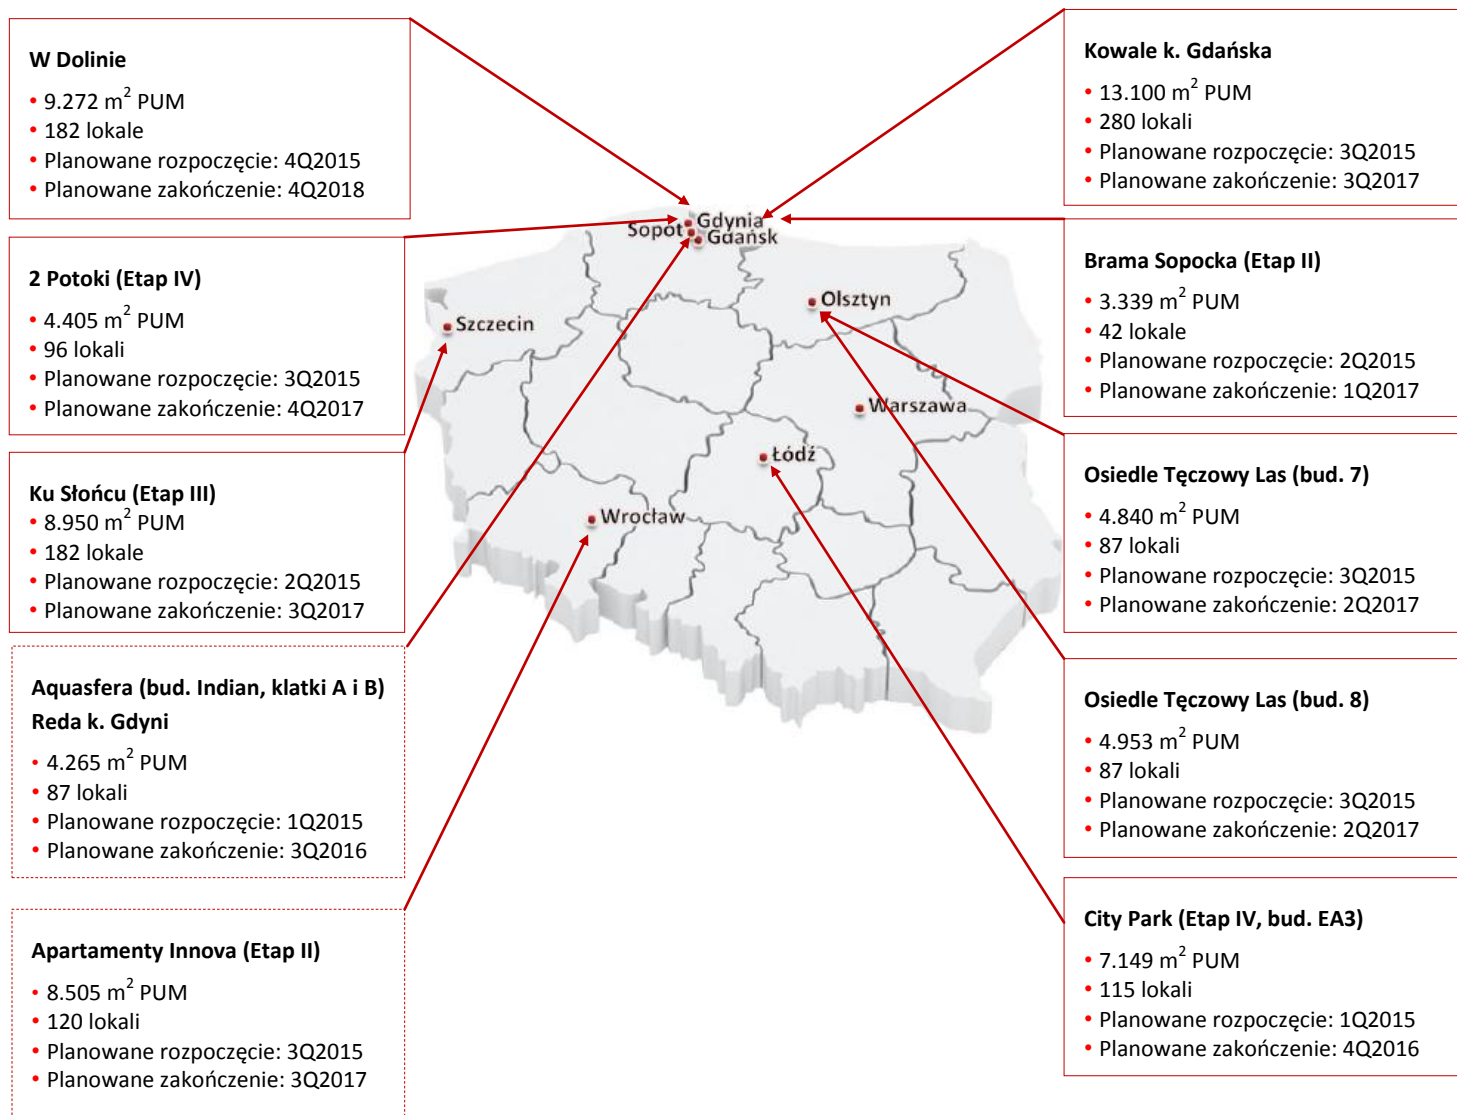 W Dolinie
• 9.272 m² PUM
• 182 lokale
• Planowane rozpoczęcie: 4Q2015
• Planowane zakończenie: 4Q2018
2 Potoki (Etap IV)
• 4.405 m² PUM
• 96 lokali
• Planowane rozpoczęcie: 3Q2015
• Planowane zakończenie: 4Q2017
Ku Słońcu (Etap III)
• 8.950 m² PUM
• 182 lokale
• Planowane rozpoczęcie: 2Q2015
• Planowane zakończenie: 3Q2017
Aquasfera (bud. Indian, klatki A i B)
Reda k. Gdyni
• 4.265 m² PUM
• 87 lokali
• Planowane rozpoczęcie: 1Q2015
• Planowane zakończenie: 3Q2016
Apartamenty Innova (Etap II)
• 8.505 m² PUM
• 120 lokali
• Planowane rozpoczęcie: 3Q2015
• Planowane zakończenie: 3Q2017
Gdynia
Sopot
Gdańsk
Olsztyn
Szczecin
Warszawa
Łódź
Wrocław
Kowale k. Gdańska
• 13.100 m² PUM
• 280 lokali
• Planowane rozpoczęcie: 3Q2015
• Planowane zakończenie: 3Q2017
Brama Sopocka (Etap II)
• 3.339 m² PUM
• 42 lokale
• Planowane rozpoczęcie: 2Q2015
• Planowane zakończenie: 1Q2017
Osiedle Tęczowy Las (bud. 7)
• 4.840 m² PUM
• 87 lokali
• Planowane rozpoczęcie: 3Q2015
• Planowane zakończenie: 2Q2017
Osiedle Tęczowy Las (bud. 8)
• 4.953 m² PUM
• 87 lokali
• Planowane rozpoczęcie: 3Q2015
• Planowane zakończenie: 2Q2017
City Park (Etap IV, bud. EA3)
• 7.149 m² PUM
• 115 lokali
• Planowane rozpoczęcie: 1Q2015
• Planowane zakończenie: 4Q2016